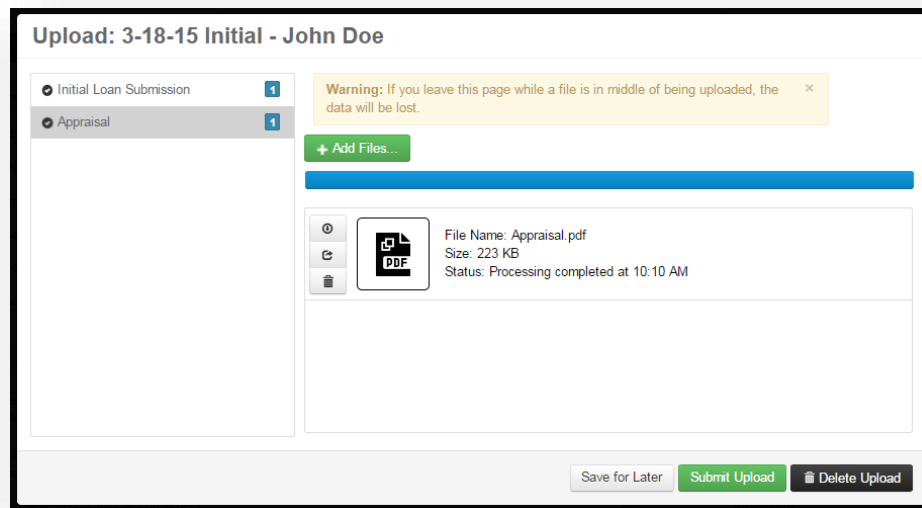 Upload: 3-18-15 Initial - John Doe
Initial Loan Submission 1
Appraisal 1
Warning: If you leave this page while a file is in middle of being uploaded, the
data will be lost.
×
+ Add Files...
PDF
File Name: Appraisal.pdf
Size: 223 KB
Status: Processing completed at 10:10 AM
Save for Later
Submit Upload
Delete Upload